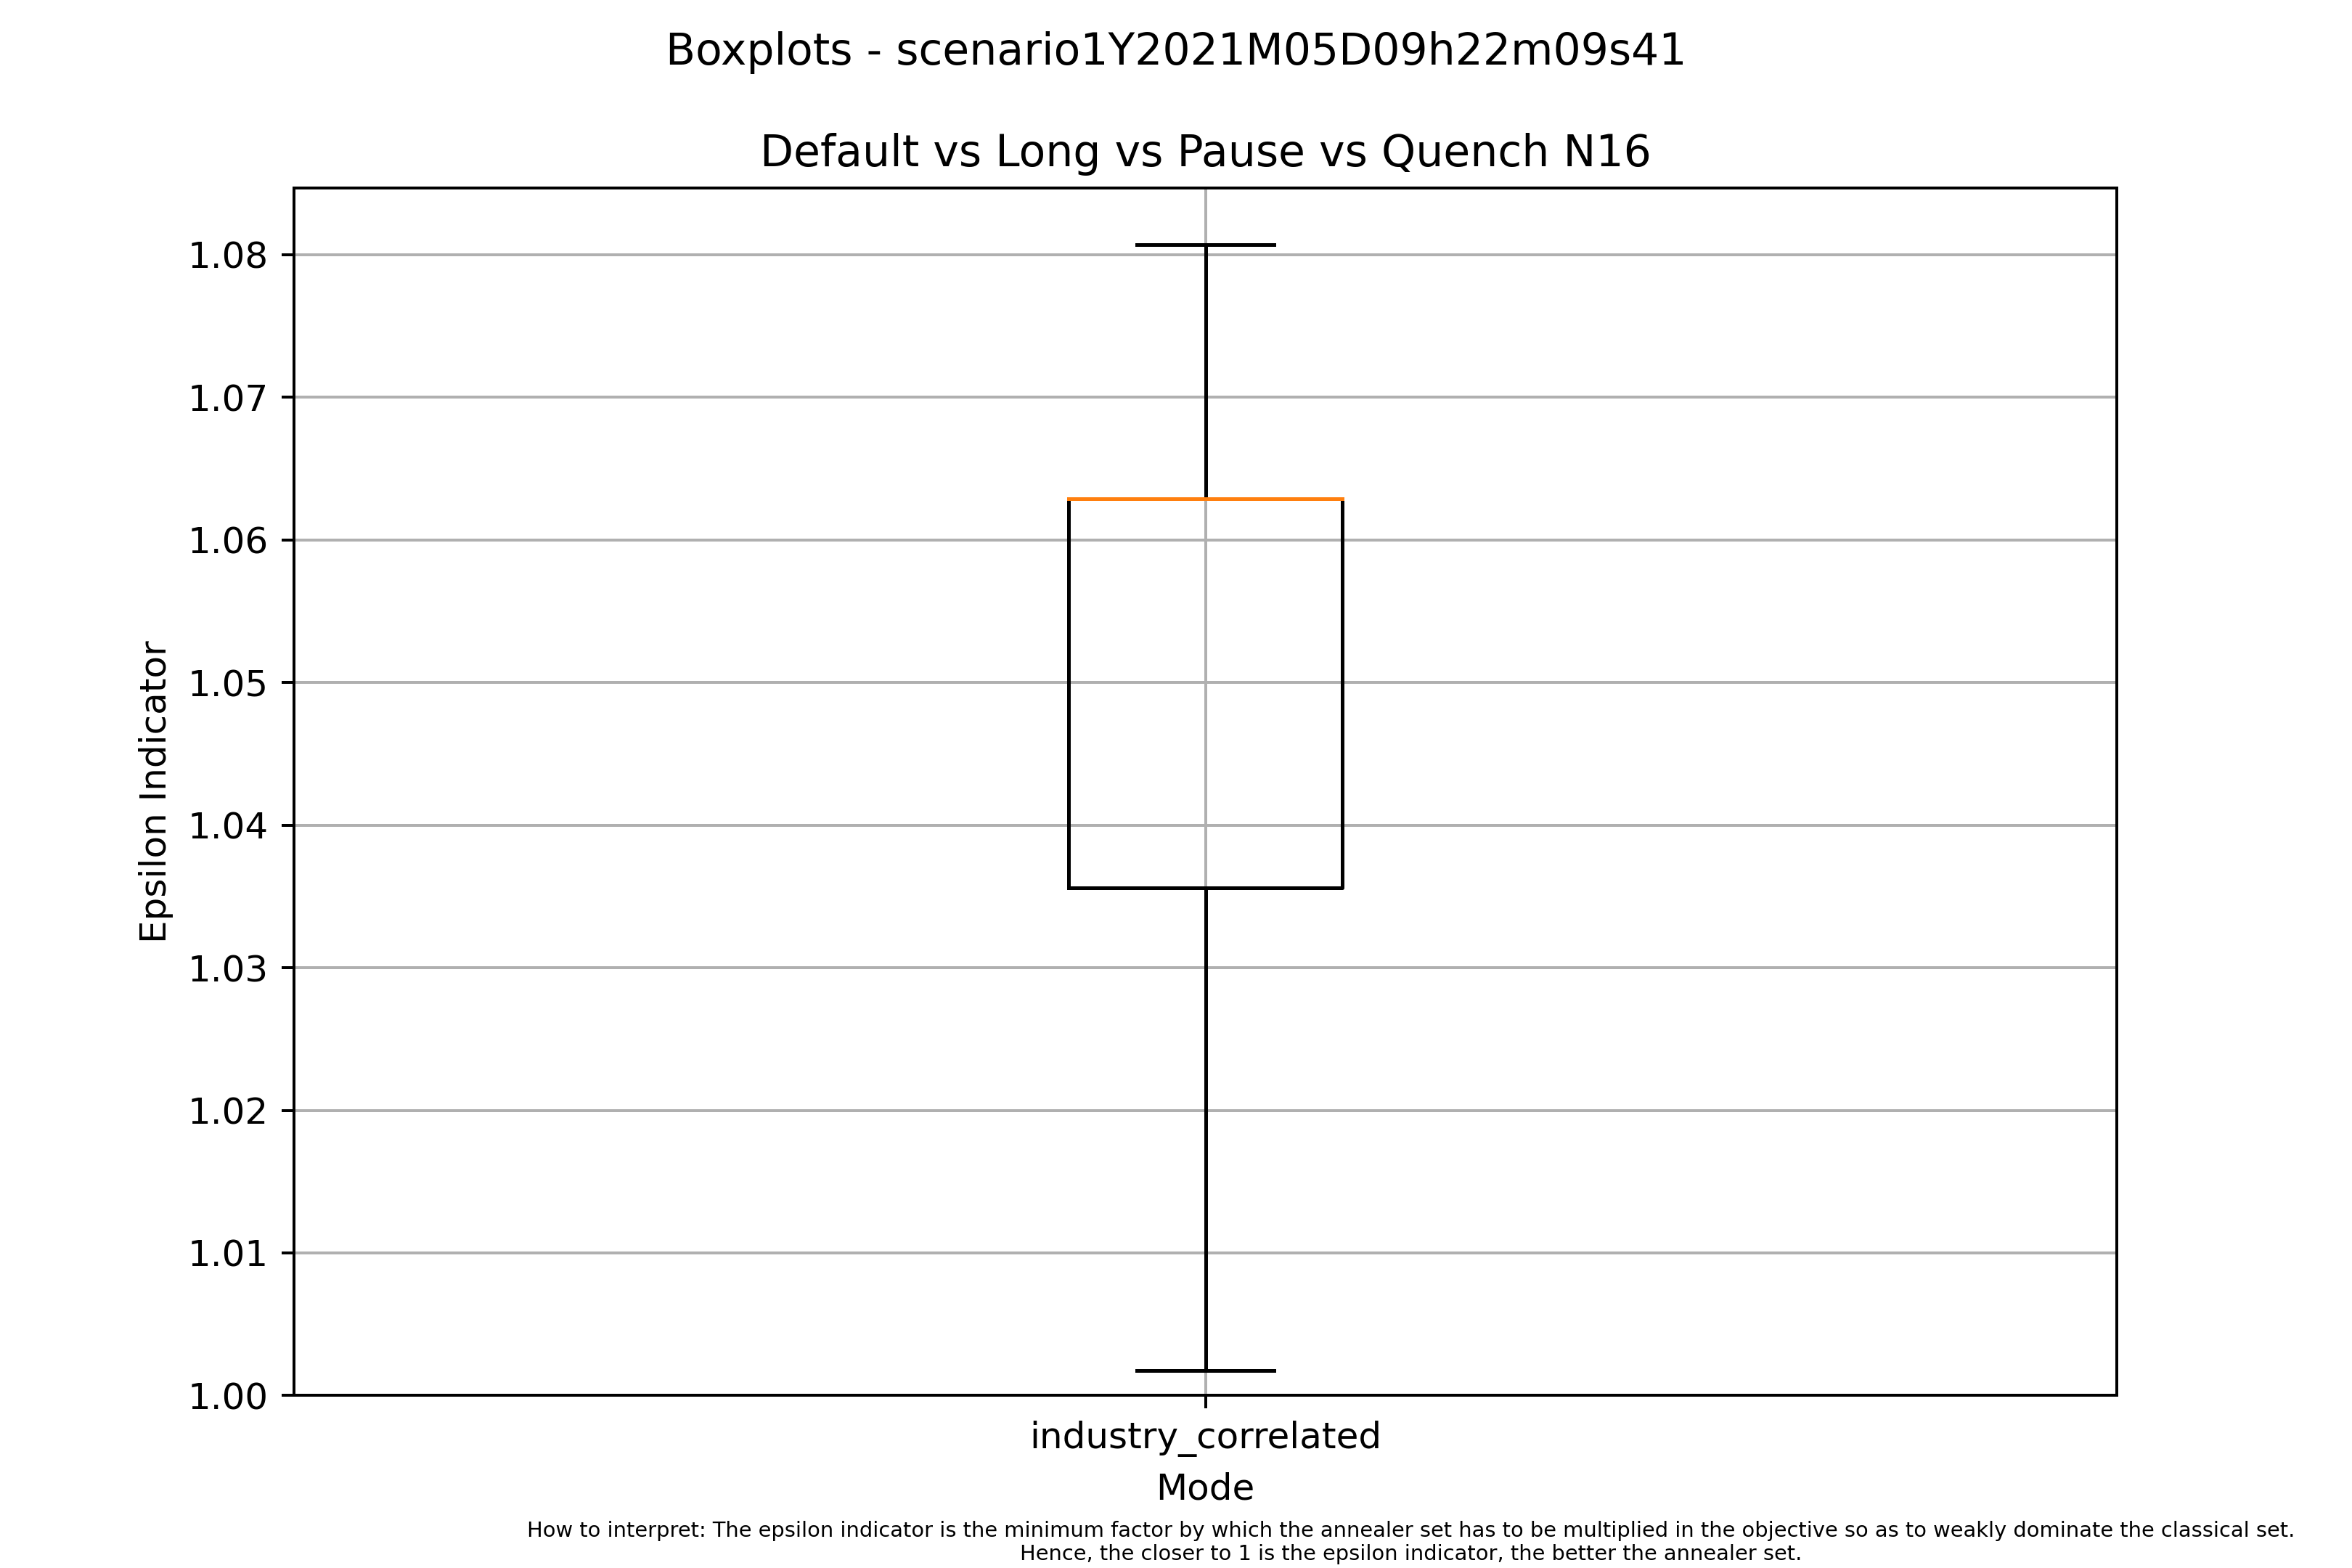 Boxplots - scenario1Y2021M05D09h22m09s41
Default vs Long vs Pause vs Quench N16
1.08
1.07
1.06
1.05
1.04
1.03
1.02
1.01
1.00
Epsilon Indicator
industry_correlated
Mode
How to interpret: The epsilon indicator is the minimum factor by which the annealer set has to be multiplied in the objective so as to weakly dominate the classical set.
Hence, the closer to 1 is the epsilon indicator, the better the annealer set.